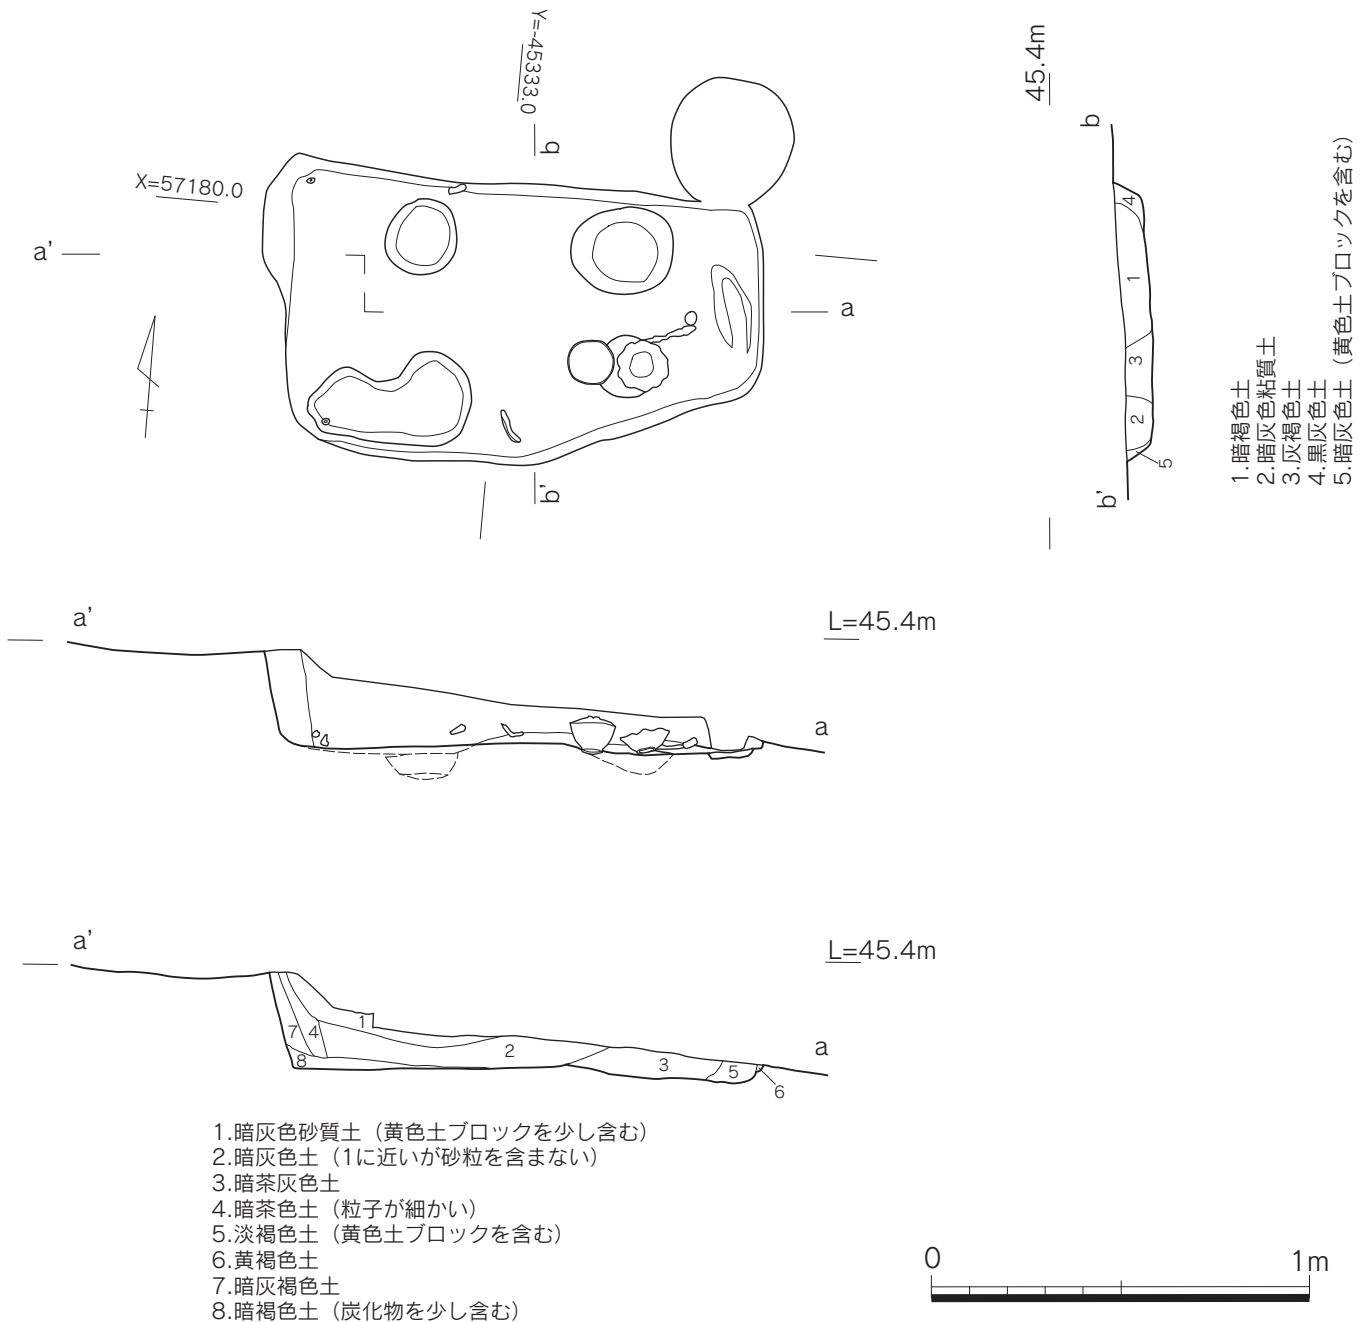 Y=-45333.0
b
X=57180.0
a'
a
b'
45.4m
b
4
1
3
2
5
b'
1.暗褐色土
2.暗灰色粘質土
3.灰褐色土
4.黒灰色土
5.暗灰色土（黄色土ブロックを含む）
a'
L=45.4m
a
a'
L=45.4m
a
1
7
4
8
2
3
5
6
1.暗灰色砂質土（黄色土ブロックを少し含む）
2.暗灰色土（1に近いが砂粒を含まない）
3.暗茶灰色土
4.暗茶色土（粒子が細かい）
5.淡褐色土（黄色土ブロックを含む）
6.黄褐色土
7.暗灰褐色土
8.暗褐色土（炭化物を少し含む）
0 1m